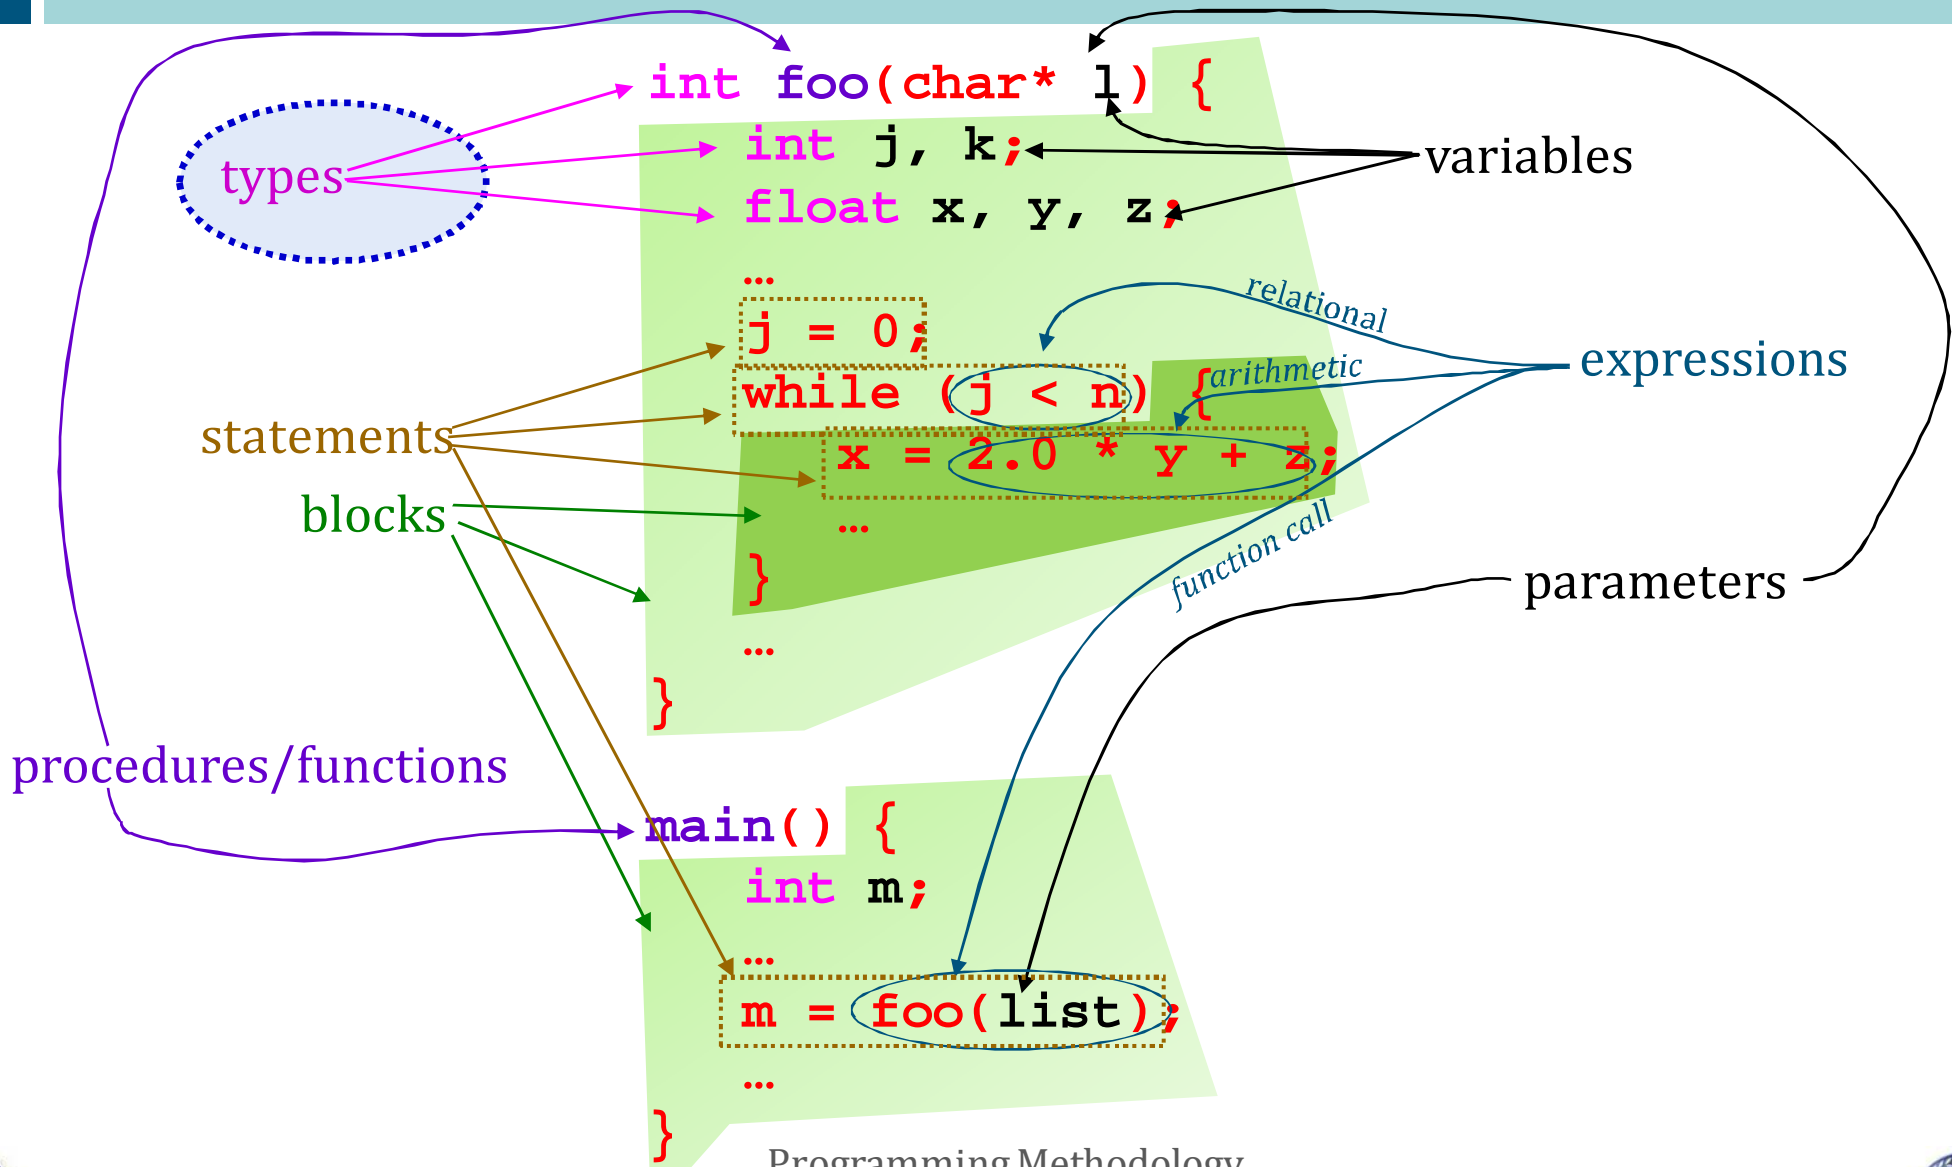 int foo(char* l) {
types
int j, k;
variables
float x, y, z;
…
relational
j = 0;
expressions
arithmetic
while (j < n) {
statements
x = 2.0 * y + z;
blocks
…
function call
}
parameters
…
}
procedures/functions
main() {
int m;
…
m = foo(list);
…
}
Programming Methodology